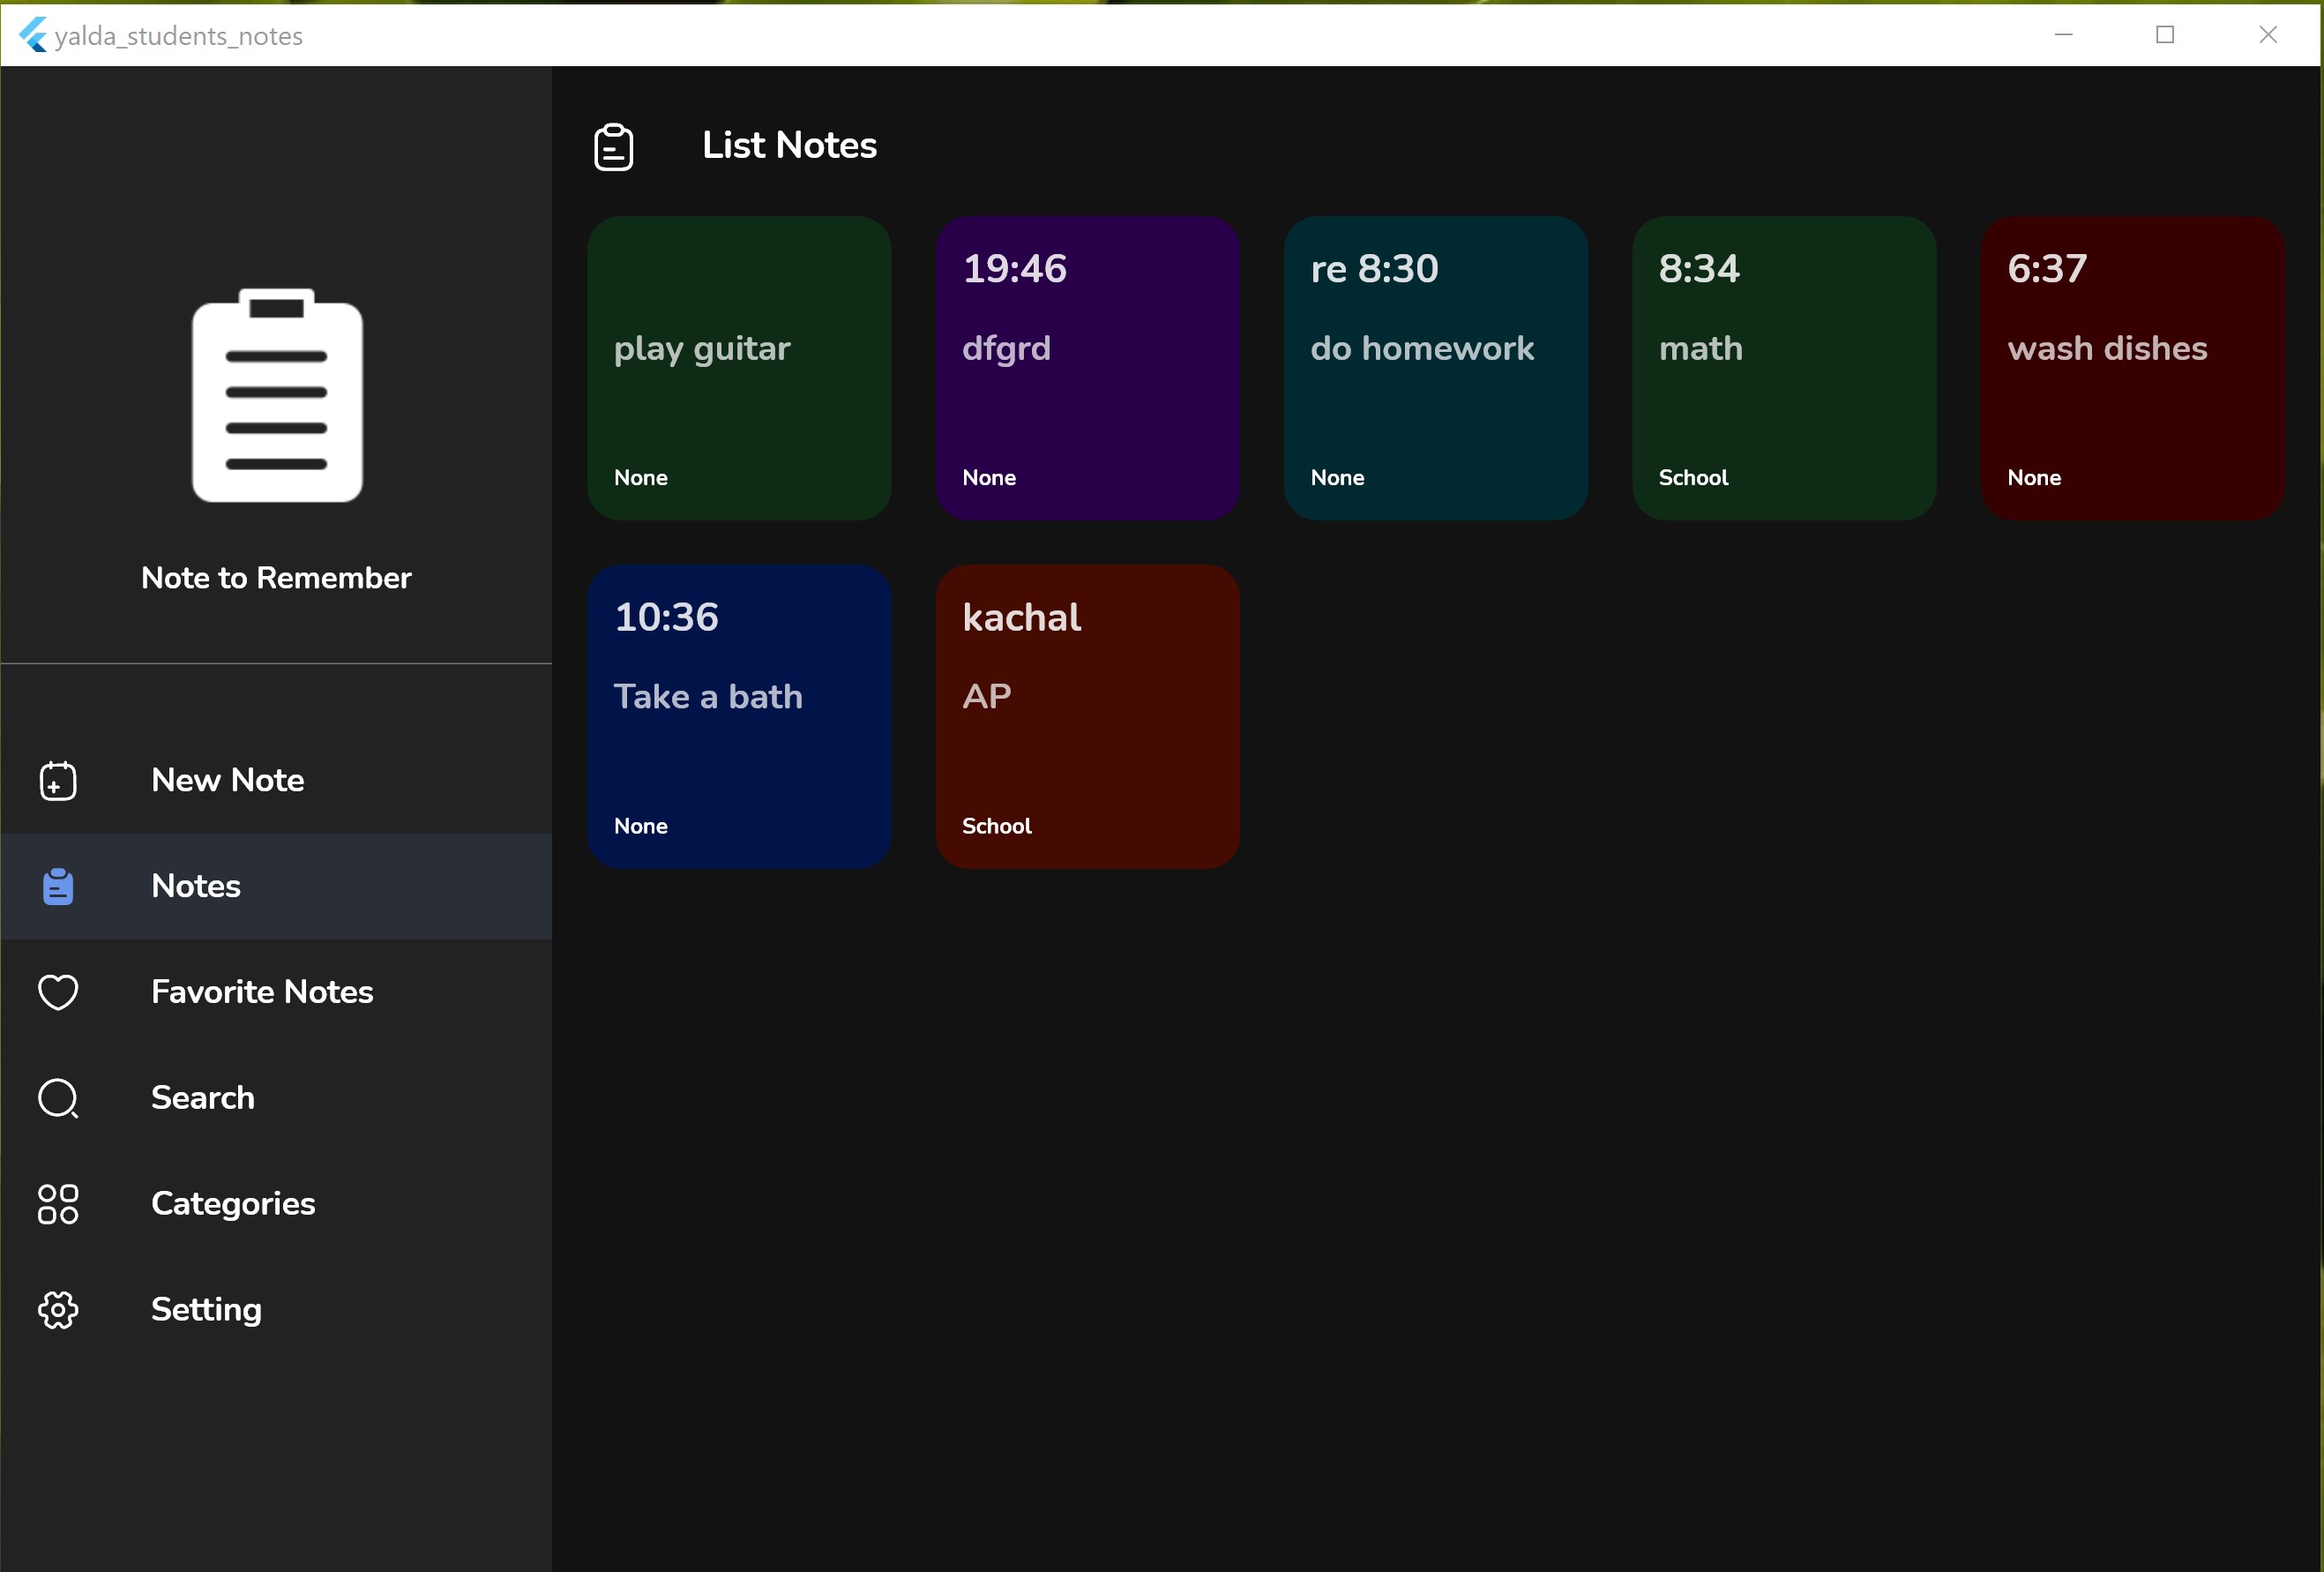 yalda_students_notes
Note to Remember
New Note
Notes
Favorite Notes
Search
Categories
Setting
List Notes
play guitar
None
19:46
dfgrd
None
re 8:30
do homework
None
8:34
math
School
6:37
wash dishes
None
10:36
Take a bath
None
kachal
AP
School